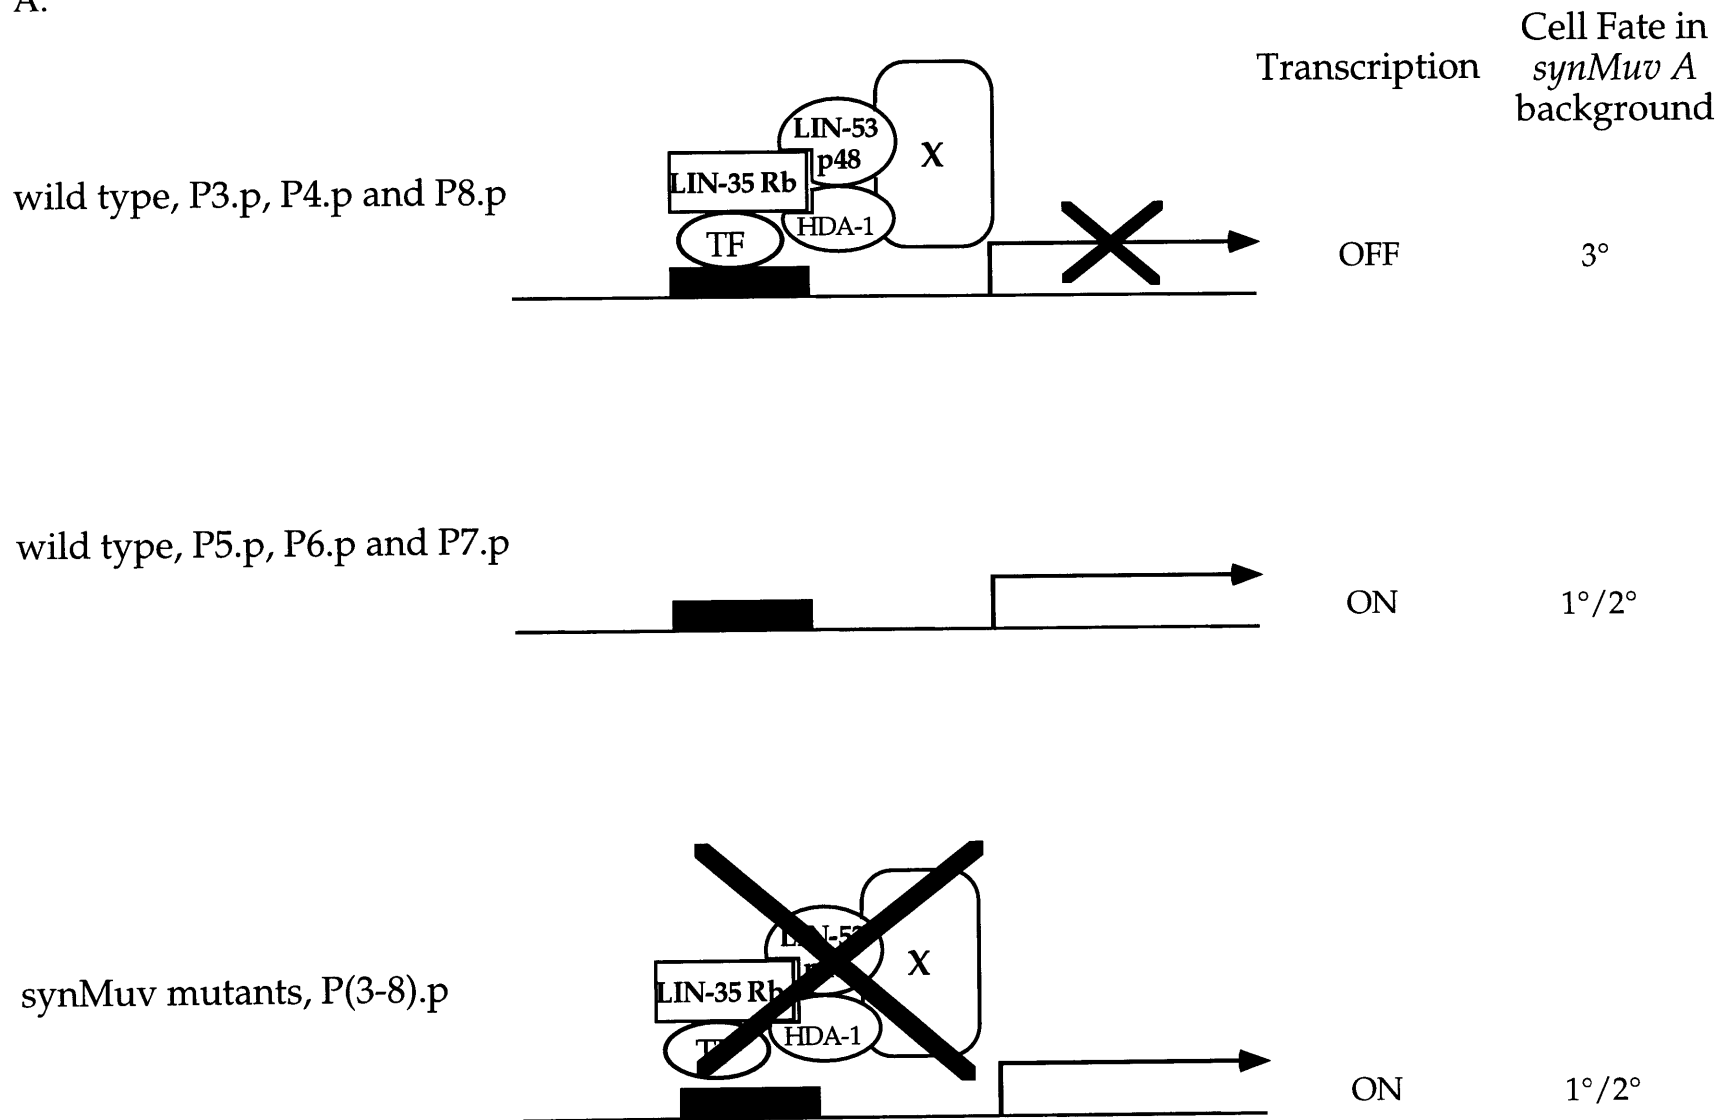 A.
Transcription
Cell Fate in
synMuv A
background
wild type, P3.p, P4.p and P8.p
LIN-53
p48
X
LIN-35 Rb
HDA-1
TF
OFF
3°
wild type, P5.p, P6.p and P7.p
ON
1°/2°
synMuv mutants, P(3-8).p
X
LIN-35 Rb
HDA-1
ON
1°/2°